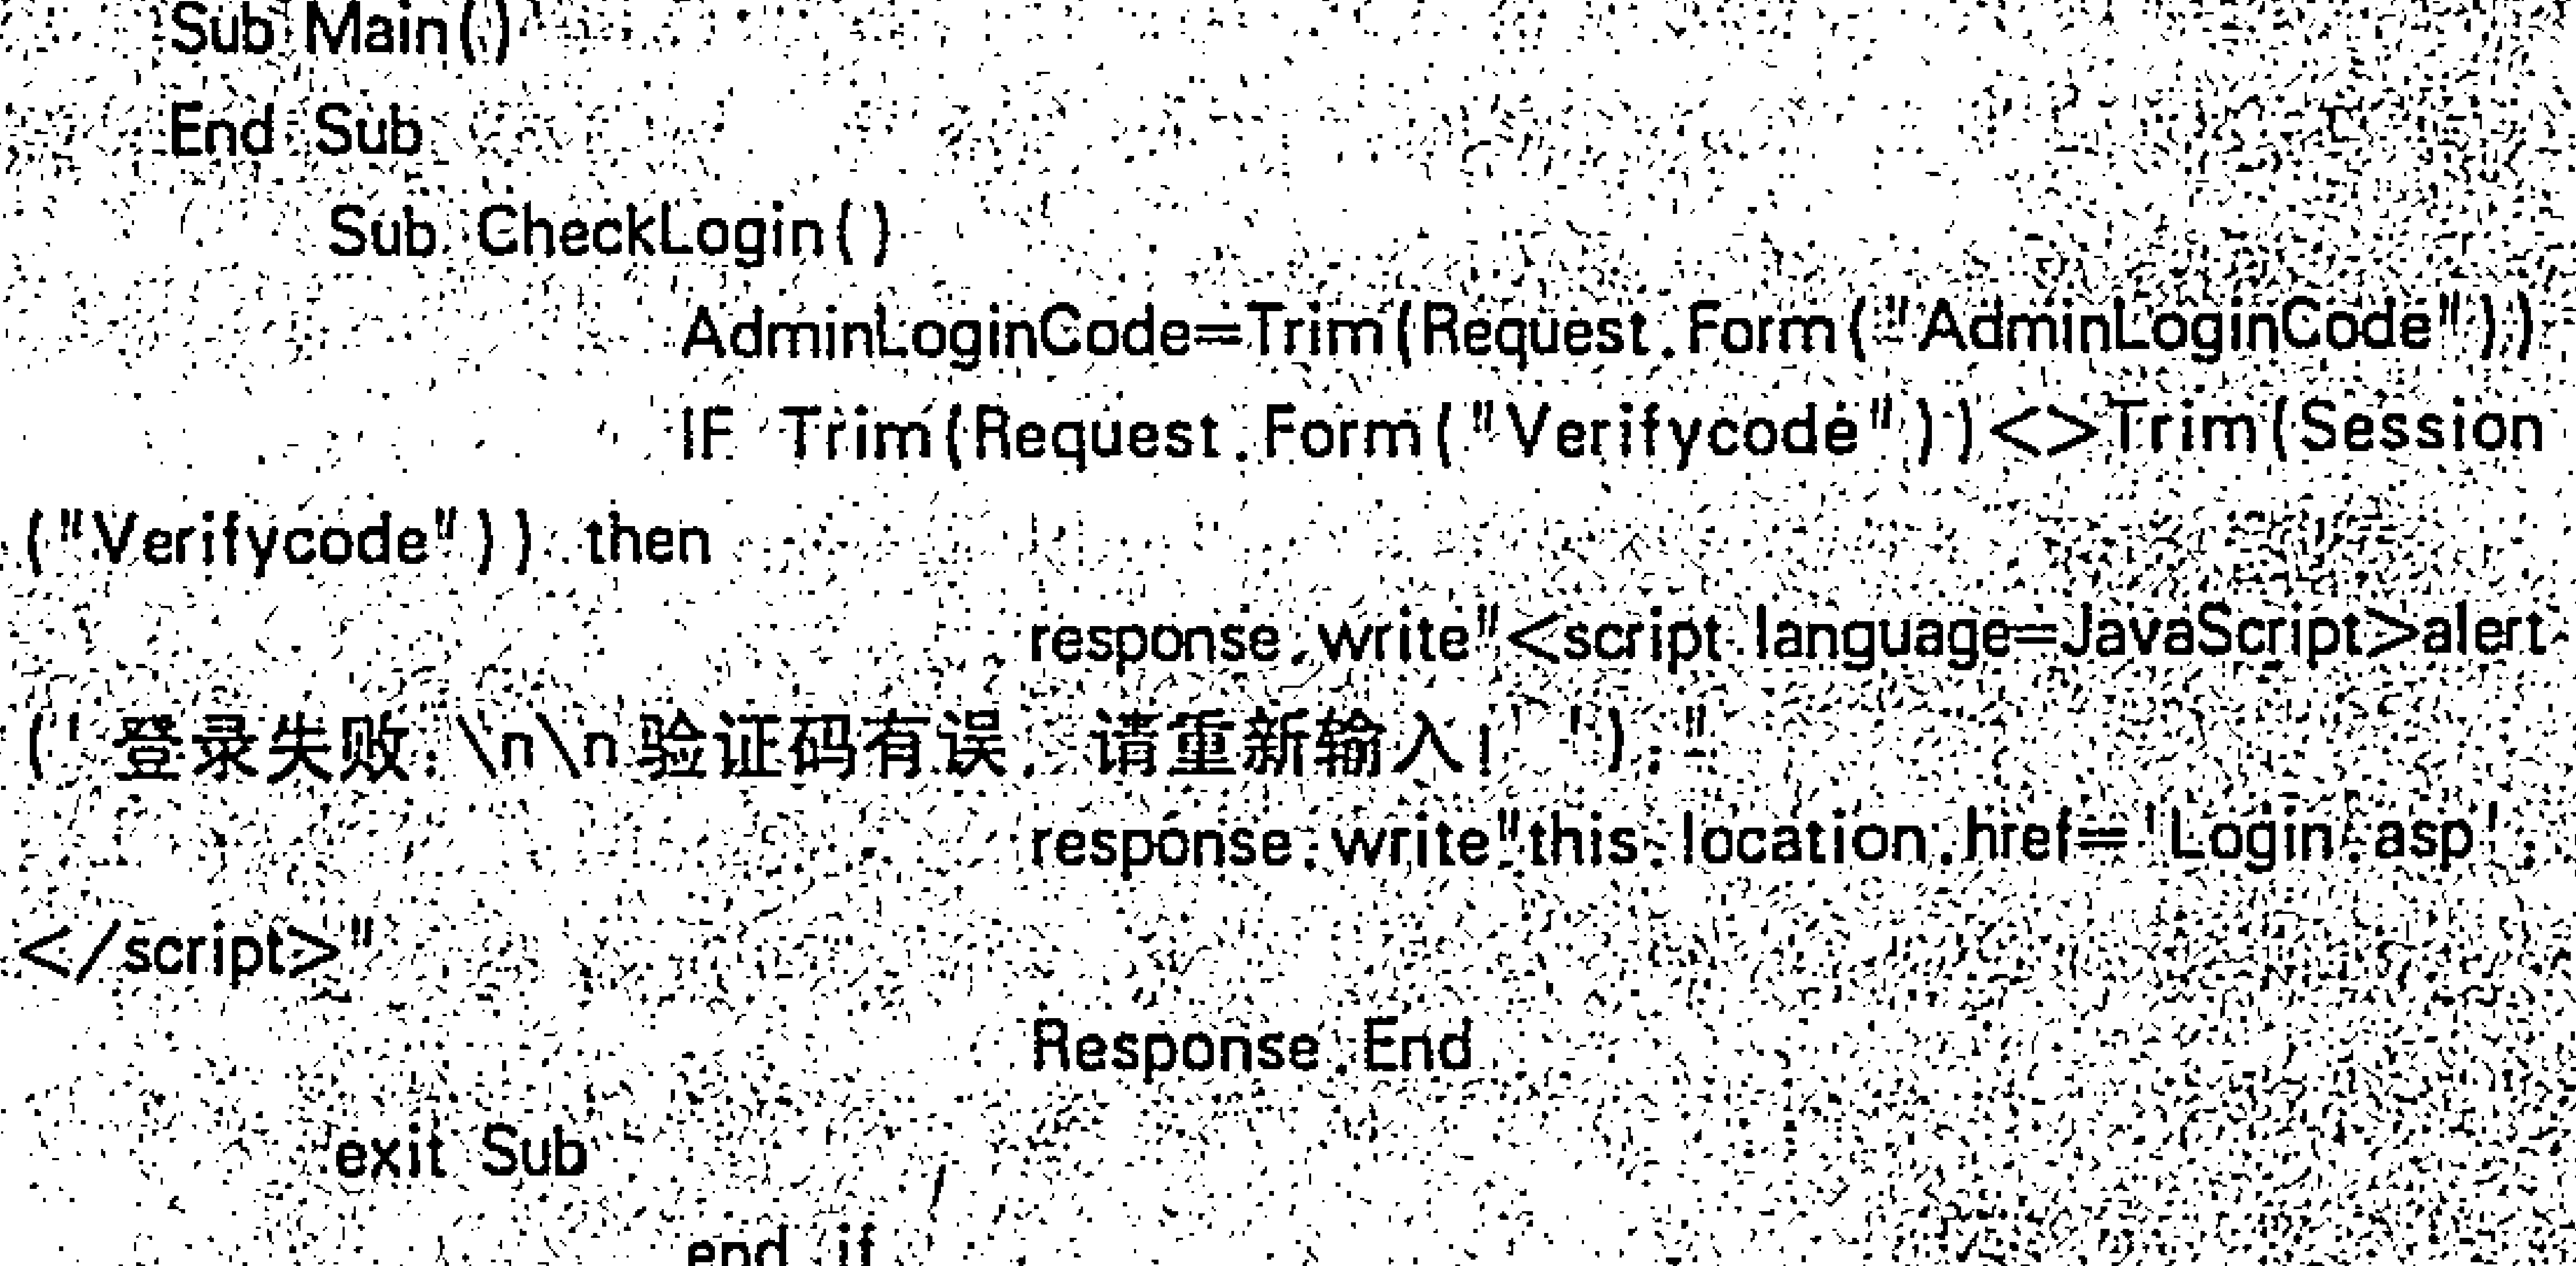 Sub Main()
End Sub
Sub CheckLogin()
AdminLoginCode=Trim(Request.Form("AdminLoginCode"))
IF Trim(Request.Form("Verifycode"))<>Trim(Session
("Verifycode")) then
response.write"<script language=JavaScript>alert
('登录失败:\n\n验证码有误,请重新输入!');"
response.write"this.location.href='Login.asp';
</script>"
Response.End
exit Sub
end if